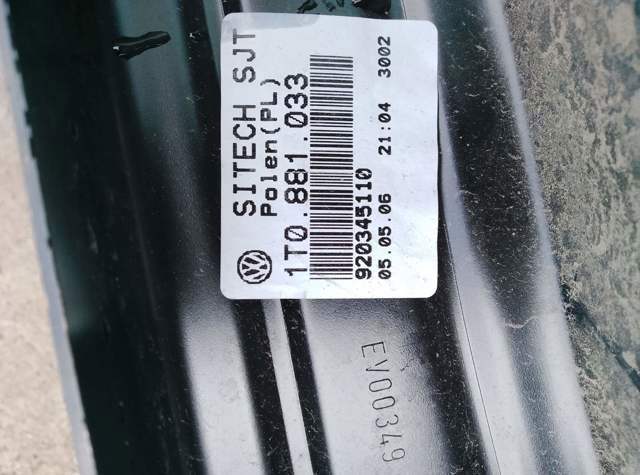 SITECH SJT
Polen(PL)
1T0.881.033
920345110
05.05.06 21:04 3002
EV00349